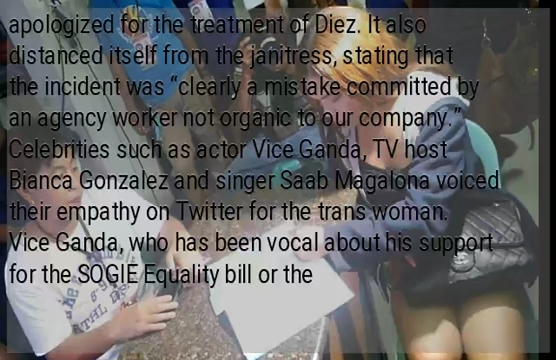 apologized for the treatment of Diez. It also
distanced itself from the janitress, stating that
the incident was “clearly a mistake committed by
an agency worker not organic to our company.”
Celebrities such as actor Vice Ganda, TV host
Bianca Gonzalez and singer Saab Magalona voiced
their empathy on Twitter for the trans woman.
Vice Ganda, who has been vocal about his support
for the SOGIE Equality bill or the